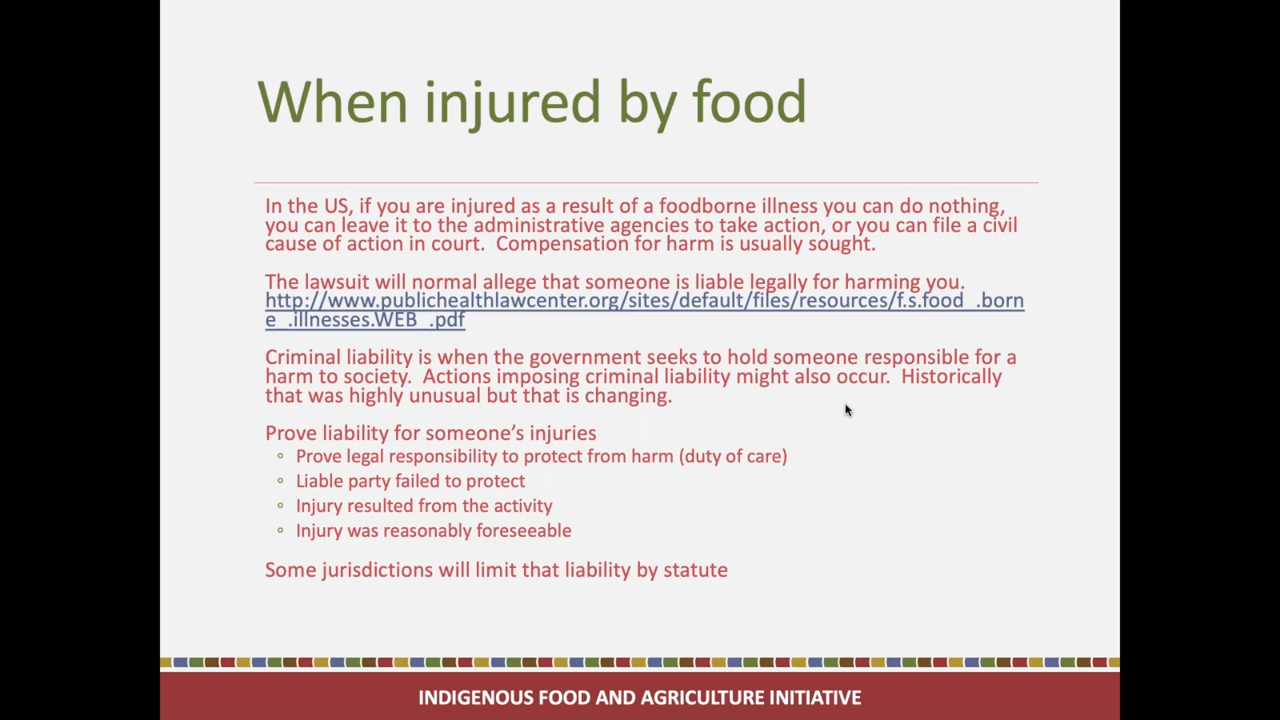 When injured by food
In the US, if you are injured as a result of a foodborne illness you can do nothing,
you can leave it to the administrative agencies to take action, or you can file a civil
cause of action in court.  Compensation for harm is usually sought.
The lawsuit will normal allege that someone is liable legally for harming you.
http://www.publichealthlawcenter.org/sites/default/files/resources/f.s.food_.born
e_.illnesses.WEB_.pdf
Criminal liability is when the government seeks to hold someone responsible for a
harm to society.  Actions imposing criminal liability might also occur.  Historically
that was highly unusual but that is changing.
Prove liability for someone’s injuries
◦ Prove legal responsibility to protect from harm (duty of care)
◦ Liable party failed to protect
◦ Injury resulted from the activity
◦ Injury was reasonably foreseeable
Some jurisdictions will limit that liability by statute
INDIGENOUS FOOD AND AGRICULTURE INITIATIVE